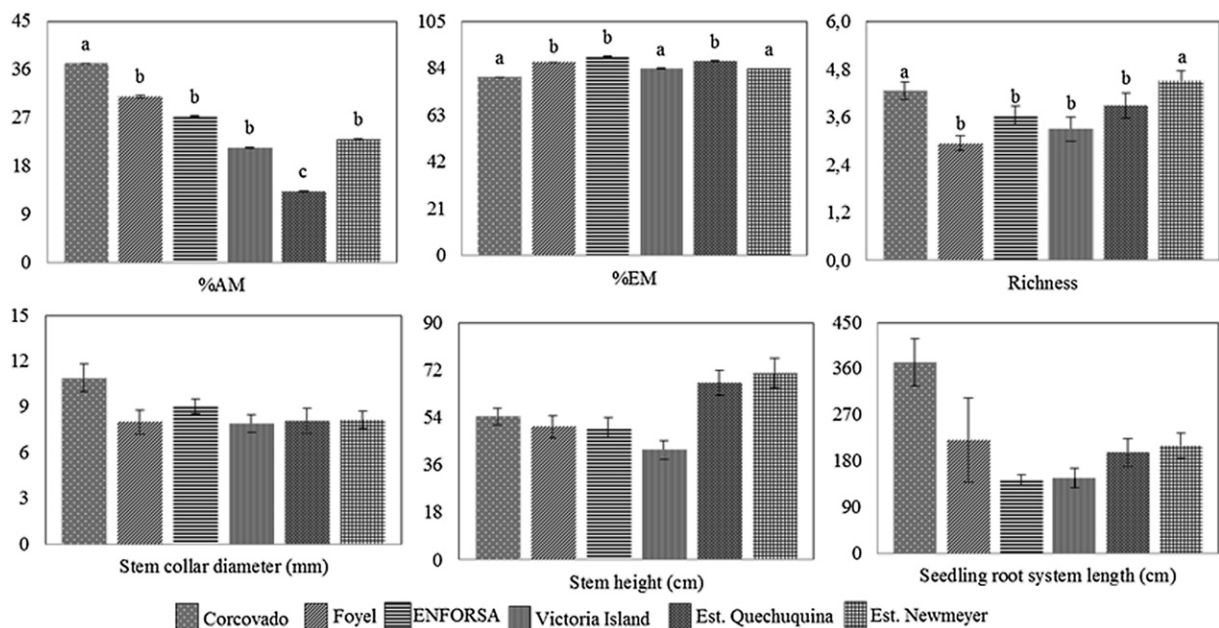 45
36
27
18
9
0
a
b
b
b
c
b
%AM
105
84
63
42
21
0
a
b
b
a
b
a
%EM
6,0
4,8
3,6
2,4
1,2
0,0
a
b
b
b
b
a
Richness
15
12
9
6
3
0
Stem collar diameter (mm)
90
72
54
36
18
0
Stem height (cm)
450
360
270
180
90
0
Seedling root system length (cm)
Corcovado Foyel ENFORSA Victoria Island Est. Quechuquina Est. Newmeyer